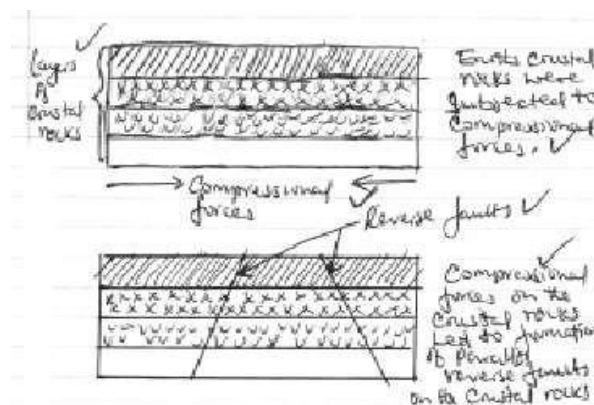 Layers
of
crustal
rocks
Earth's crustal
rocks were
subjected to
Compressional
forces.
Compressional
forces
Reverse faults
Compressional
forces on the
crustal rocks
led to formation
of Parallel
reverse faults
on the Crustal rocks